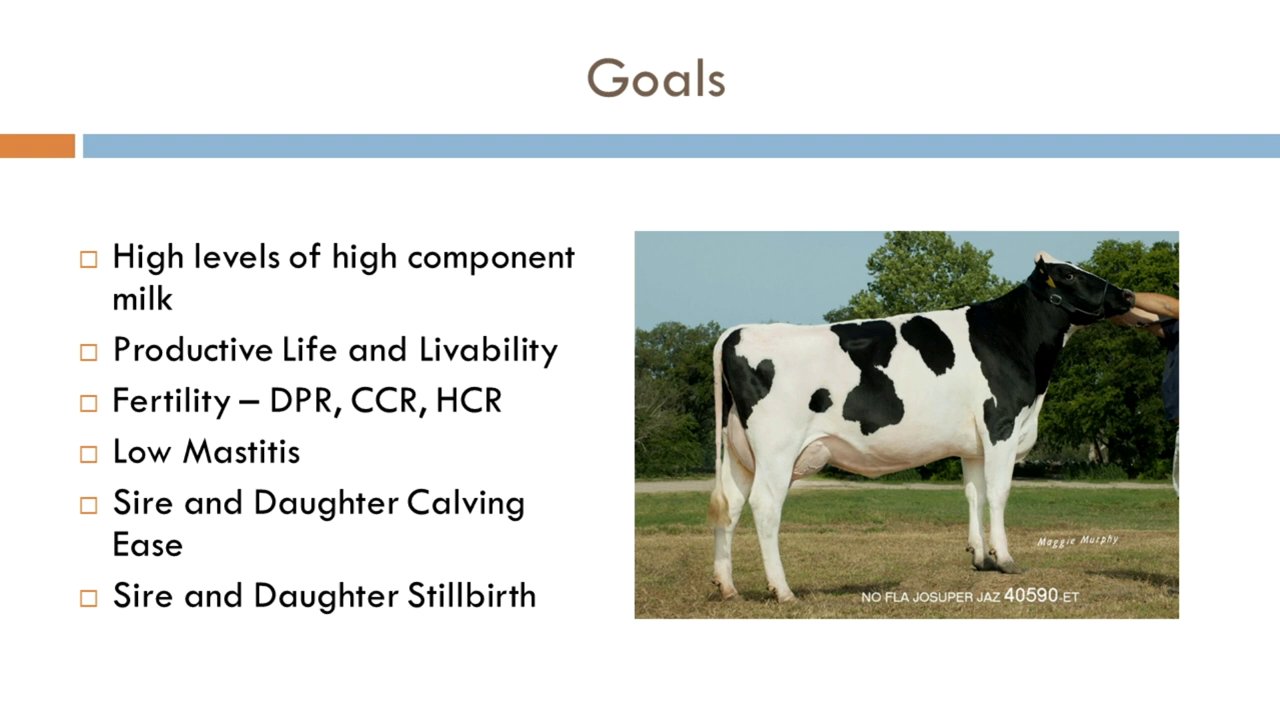 Goals
High levels of high component
milk
Productive Life and Livability
Fertility – DPR, CCR, HCR
Low Mastitis
Sire and Daughter Calving
Ease
Sire and Daughter Stillbirth
Maggie Murphy
NO FLA JOSUPER JAZ 40590-ET